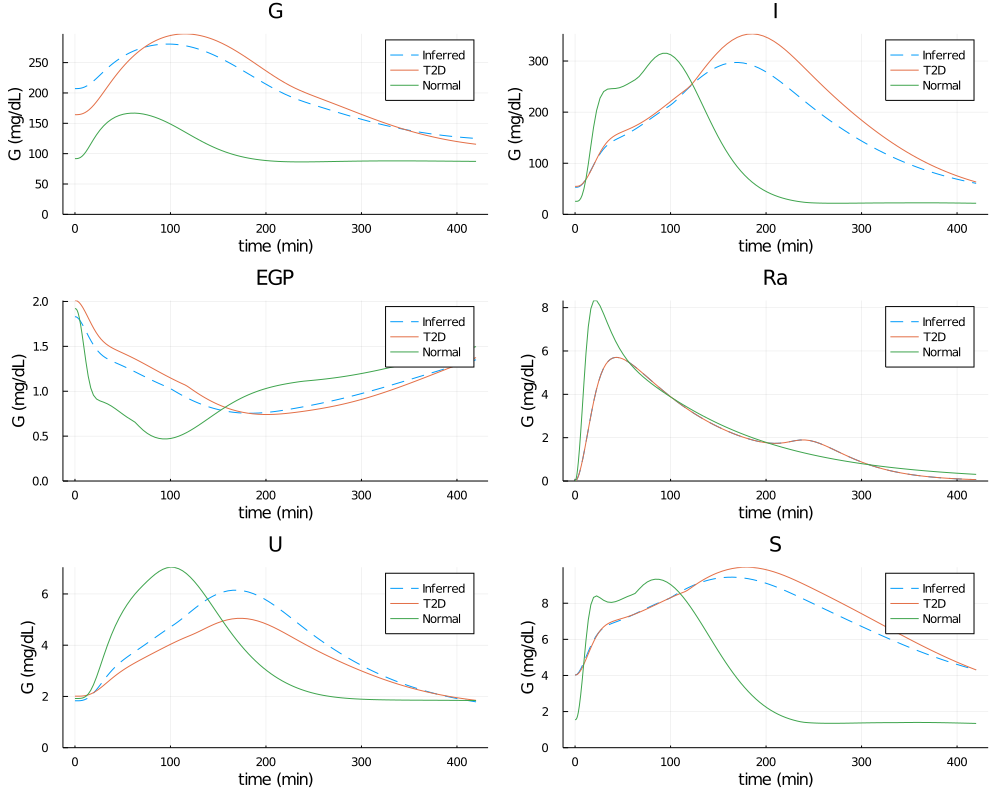 G
G (mg/dL)
250
200
150
100
50
0
0 100 200 300 400
time (min)
Inferred
T2D
Normal
I
G (mg/dL)
300
200
100
0
0 100 200 300 400
time (min)
Inferred
T2D
Normal
EGP
G (mg/dL)
2.0
1.5
1.0
0.5
0.0
0 100 200 300 400
time (min)
Inferred
T2D
Normal
Ra
G (mg/dL)
8
6
4
2
0
0 100 200 300 400
time (min)
Inferred
T2D
Normal
U
G (mg/dL)
6
4
2
0
0 100 200 300 400
time (min)
Inferred
T2D
Normal
S
G (mg/dL)
8
6
4
2
0
0 100 200 300 400
time (min)
Inferred
T2D
Normal